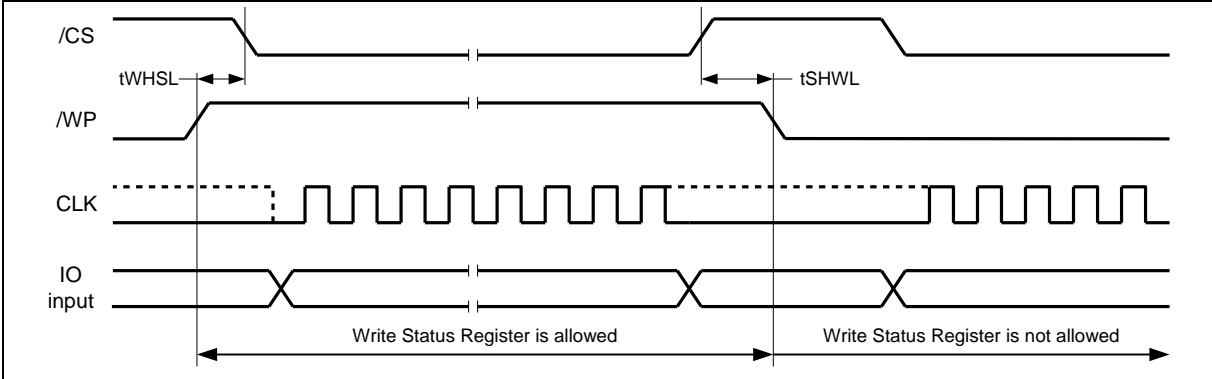 /CS
tWHSL
tSHWL
/WP
CLK
IO
input
Write Status Register is allowed
Write Status Register is not allowed